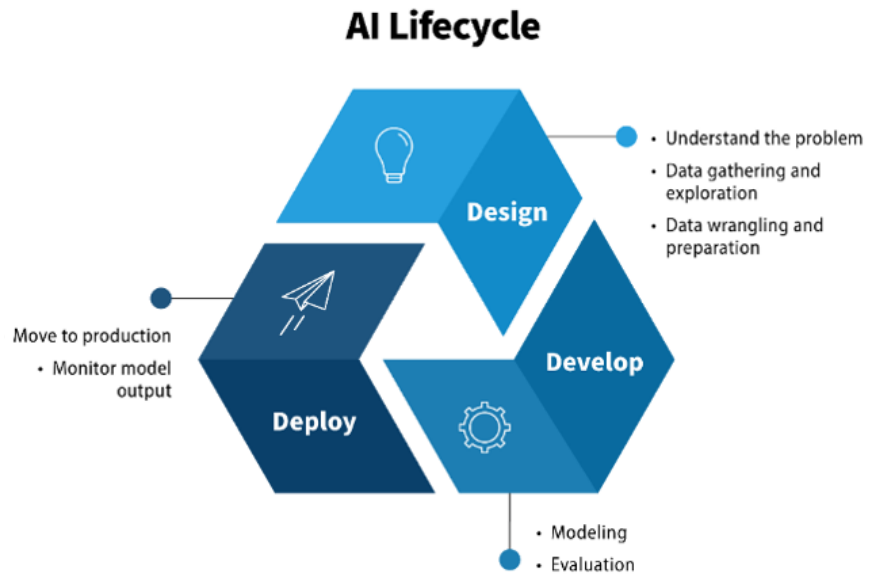 AI Lifecycle
Design
• Understand the problem
• Data gathering and
exploration
• Data wrangling and
preparation
Develop
• Modeling
• Evaluation
Deploy
Move to production
• Monitor model
output